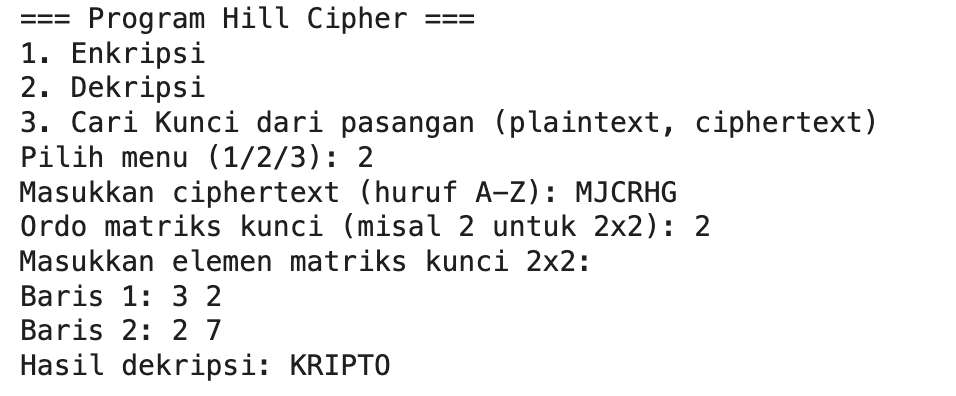 === Program Hill Cipher ===
1. Enkripsi
2. Dekripsi
3. Cari Kunci dari pasangan (plaintext, ciphertext)
Pilih menu (1/2/3): 2
Masukkan ciphertext (huruf A–Z): MJCRHG
Ordo matriks kunci (misal 2 untuk 2x2): 2
Masukkan elemen matriks kunci 2x2:
Baris 1: 3 2
Baris 2: 2 7
Hasil dekripsi: KRIPTO